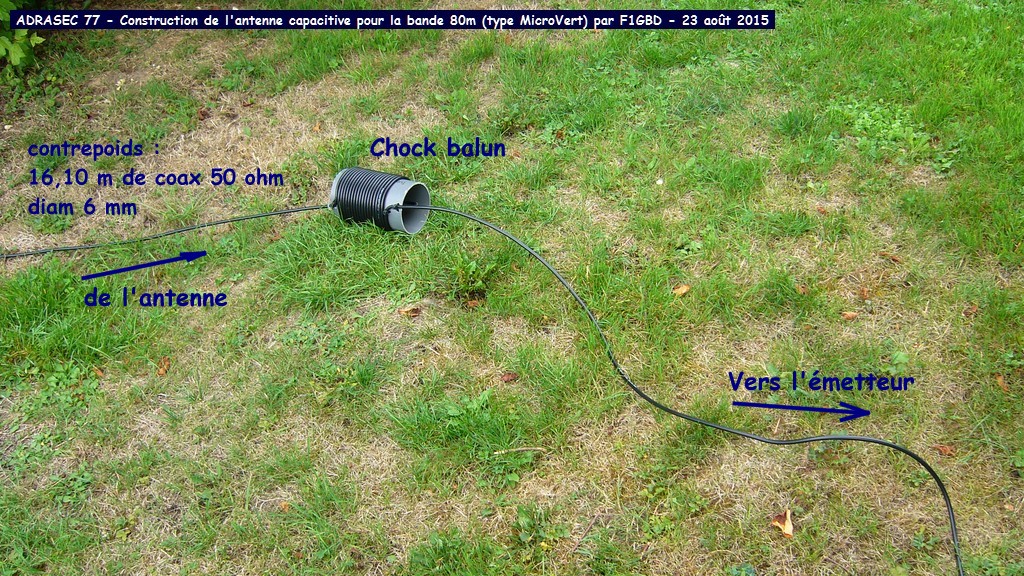 ADRASEC 77 - Construction de l'antenne capacitive pour la bande 80m (type MicroVert) par F1GBD - 23 août 2015
contrepoids :
16,10 m de coax 50 ohm
diam 6 mm
Chock balun
de l'antenne
Vers l'émetteur